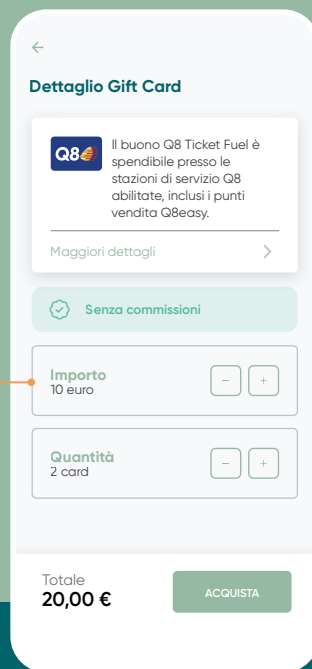 Dettaglio Gift Card
Q8
Il buono Q8 Ticket Fuel è
spendibile presso le
stazioni di servizio Q8
abilitate, inclusi i punti
vendita Q8easy.
Maggiori dettagli
Senza commissioni
Importo
10 euro
- +
Quantità
2 card
- +
Totale
20,00 €
ACQUISTA